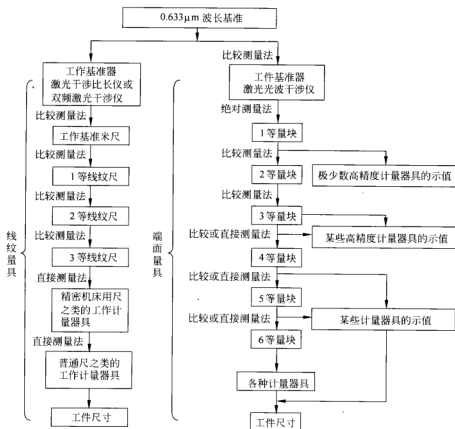 0.633μm 波长基准
工作基准器
激光干涉比长仪或
双频激光干涉仪
比较测量法
工作基准米尺
比较测量法
1等线纹尺
比较测量法
2等线纹尺
比较测量法
3等线纹尺
直接测量法
精密机床用尺
之类的工作计
量器具
直接测量法
普通尺之类的
工作计量器具
工件尺寸
线纹量具
比较测量法
工件基准器
激光光波干涉仪
绝对测量法
1等量块
比较测量法
极少数高精度计量器具的示值
2等量块
比较测量法
3等量块
比较或直接测量法
某些高精度计量器具的示值
4等量块
比较或直接测量法
5等量块
比较或直接测量法
某些计量器具的示值
6等量块
各种计量器具
工件尺寸
端面量具